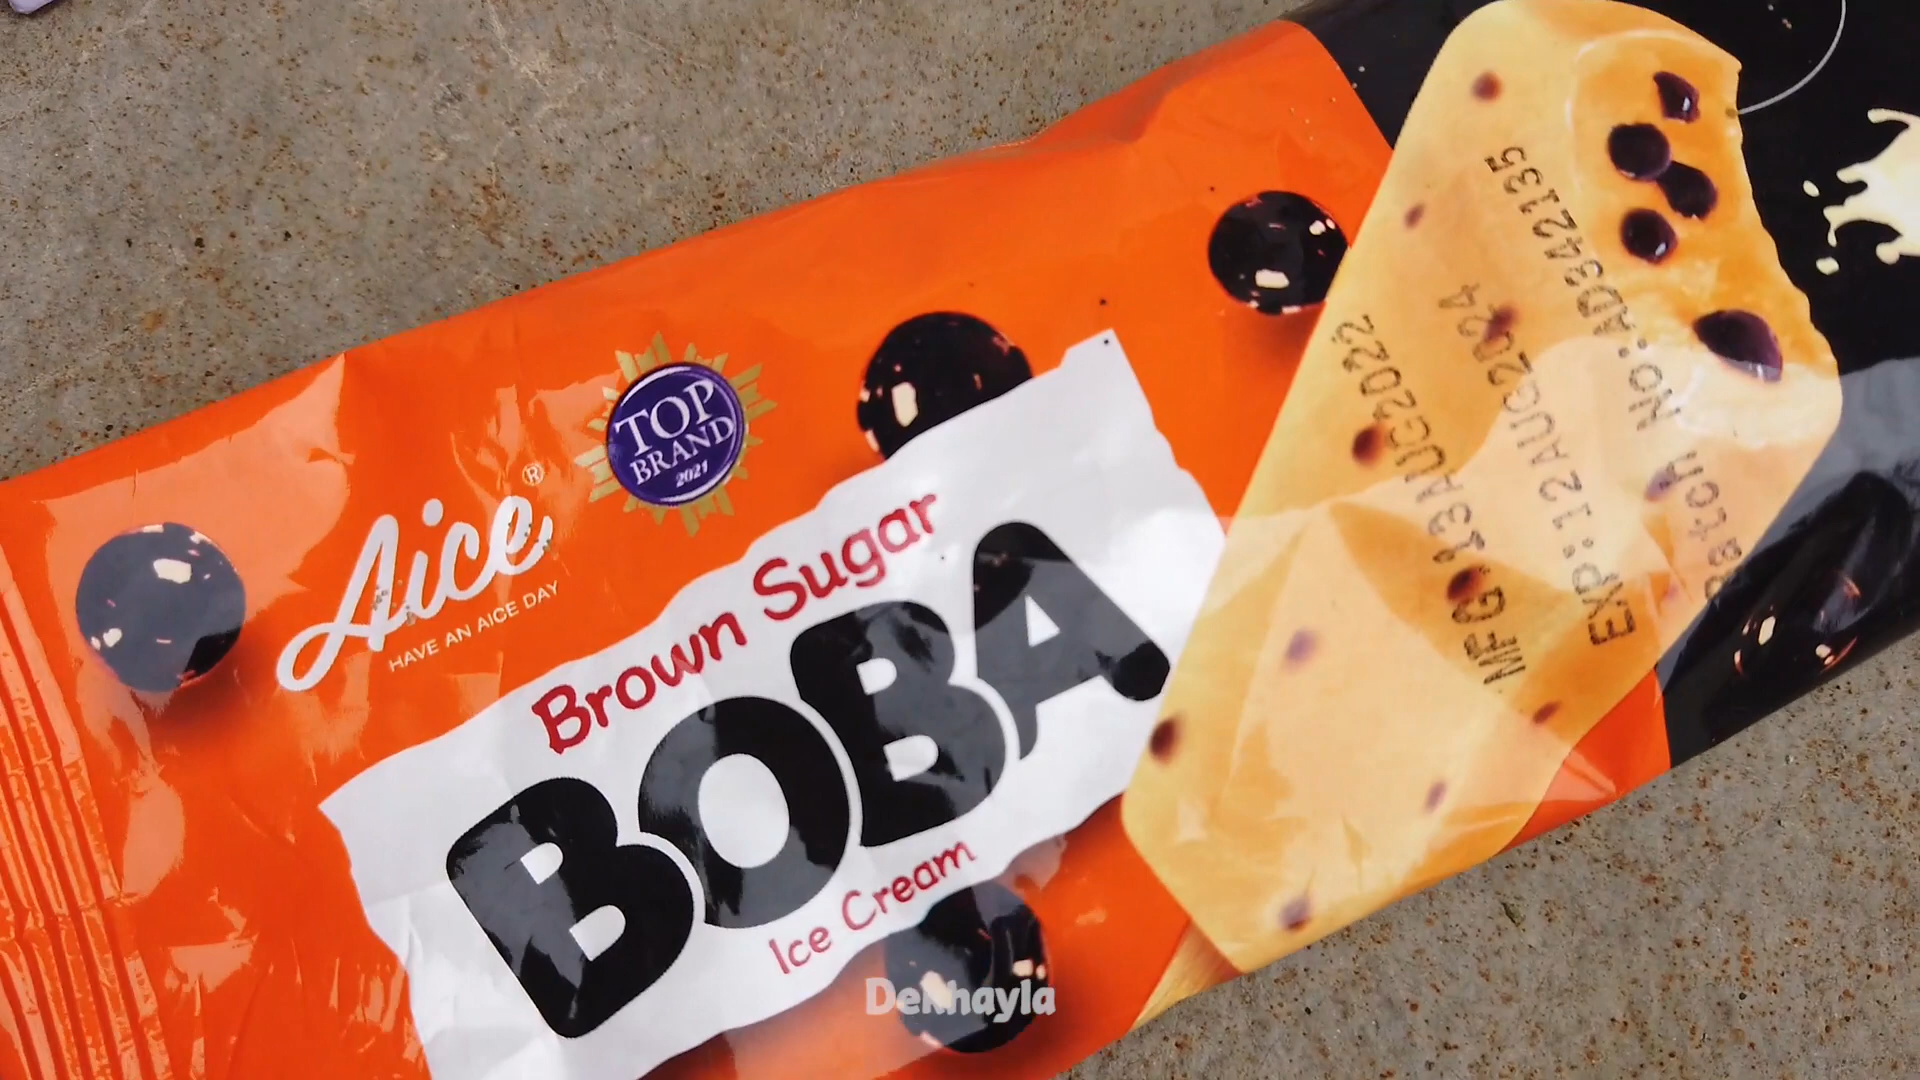 Aice®
HAVE AN AICE DAY
TOP
BRAND
2021
Brown Sugar
BOBA
Ice Cream
MFG:13AUG2022
EXP:12AUG2024
Batch No:AD342135
Dekhayla